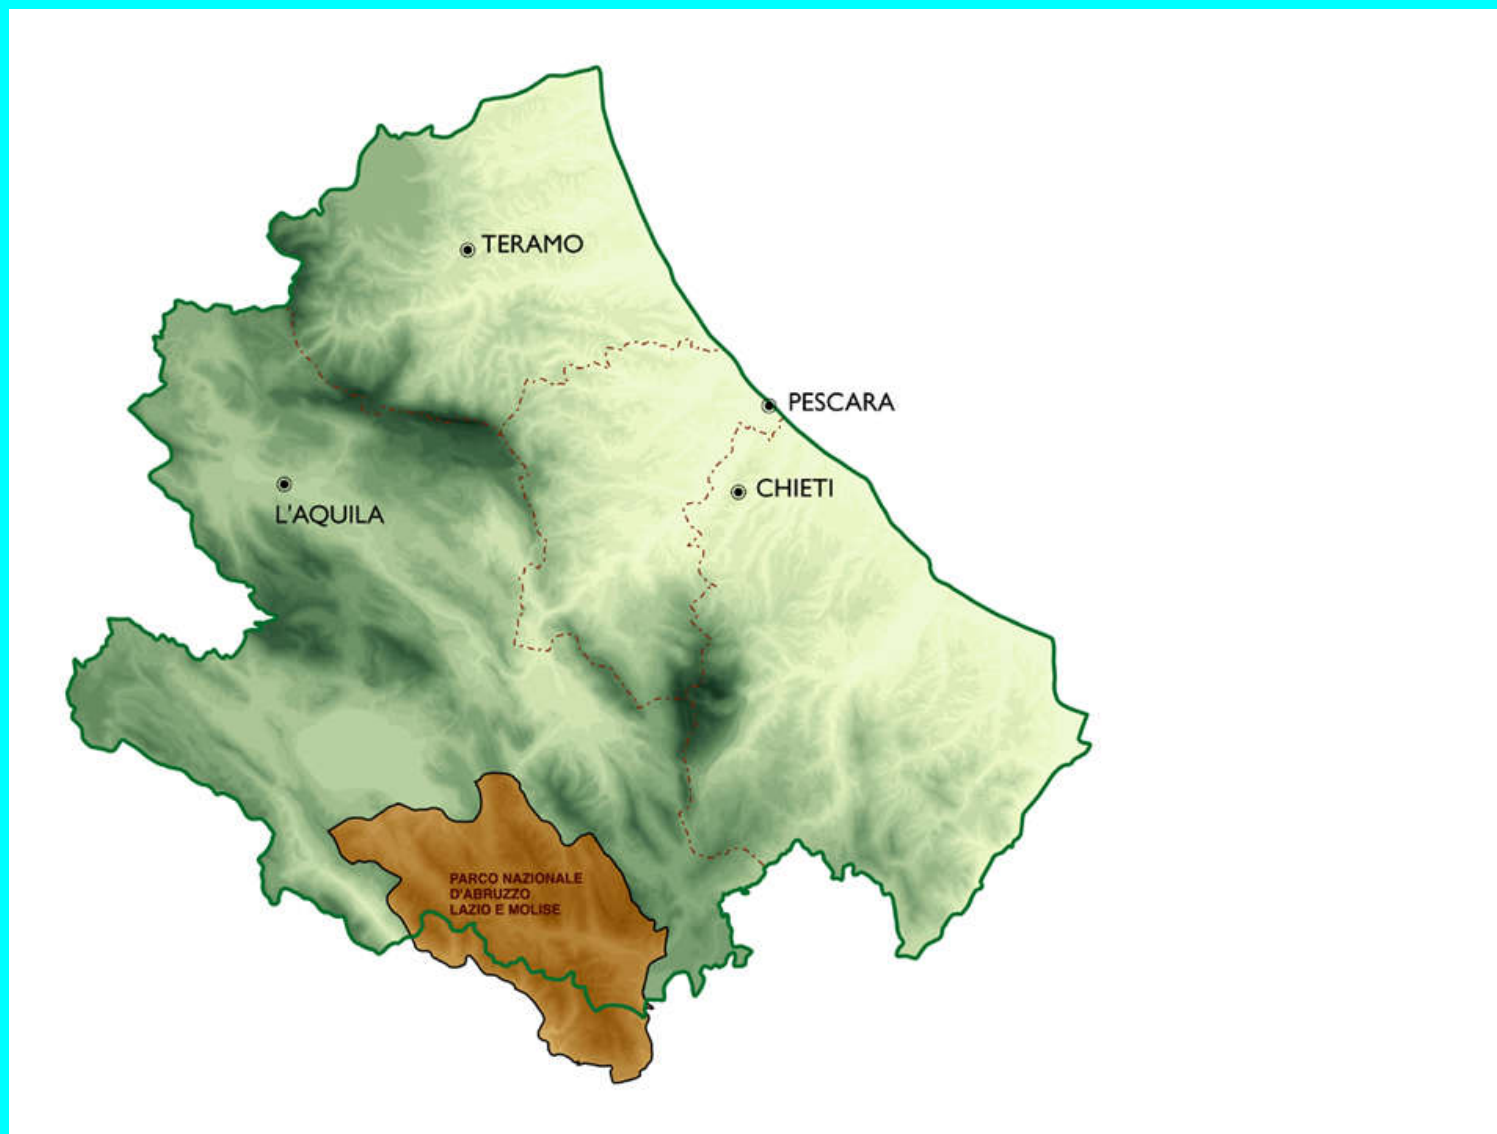 TERAMO
PESCARA
CHIETI
L'AQUILA
PARCO NAZIONALE
D'ABRUZZO
LAZIO E MOLISE